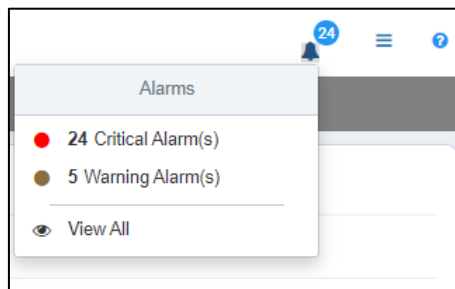 24
?
Alarms
24 Critical Alarm(s)
5 Warning Alarm(s)
View All